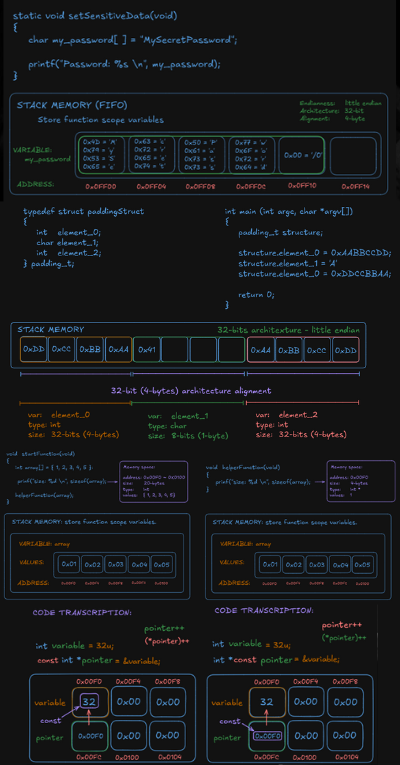 static void setSensitiveData(void)
{
char my_password[ ] = "MySecretPassword";
printf("Password: %s \n", my_password);
}
STACK MEMORY (FIFO)
Endianness: little endian
Architecture: 32-bit
Alignment: 4-byte
Store function scope variables
VARIABLE:
my_password
0x4D = 'M'
0x79 = 'y'
0x53 = 'S'
0x65 = 'e'
0x63 = 'c'
0x72 = 'r'
0x65 = 'e'
0x74 = 't'
0x50 = 'P'
0x61 = 'a'
0x73 = 's'
0x73 = 's'
0x77 = 'w'
0x6F = 'o'
0x72 = 'r'
0x64 = 'd'
0x00 = '/0'
ADDRESS: 0x0FF00 0x0FF04 0x0FF08 0x0FF0C 0x0FF10 0x0FF14
typedef struct paddingStruct
{
int element_0;
char element_1;
int element_2;
} padding_t;
int main (int argc, char *argv[])
{
padding_t structure;
structure.element_0 = 0xAABBCCDD;
structure.element_1 = 'A'
structure.element_0 = 0xDDCCBBAA;
return 0;
}
STACK MEMORY 32-bits architexture - little endian
0xDD 0xCC 0xBB 0xAA 0x41 0xAA 0xBB 0xCC 0xDD
32-bit (4-bytes) architecture alignment
var: element_0
type: int
size: 32-bits (4-bytes)
var: element_1
type: char
size: 8-bits (1-byte)
var: element_2
type: int
size: 32-bits (4-bytes)
void startFunction(void)
{
int array[] = { 1, 2, 3, 4, 5 };
printf("size: %d \n", sizeof(array);
helperFunction(array);
}
Memory space:
address: 0x00F0 -> 0x0100
size: 20-bytes
type: int
values: { 1, 2, 3, 4, 5}
void helperFunction(void)
{
printf("size: %d \n", sizeof(array);
}
Memory space:
address: 0x00F0
size: 4-bytes
type: int *
values: ?
STACK MEMORY: store function scope variables.
VARIABLE: array
VALUES: 0x01 0x02 0x03 0x04 0x05
ADDRESS: 0x00F0 0x00F4 0x00F8 0x00FC 0x0100
STACK MEMORY: store function scope variables.
VARIABLE: array
VALUES: 0x01 0x02 0x03 0x04 0x05
ADDRESS: 0x00F0 0x00F4 0x00F8 0x00FC 0x0100
CODE TRANSCRIPTION:
pointer++
(*pointer)++
int variable = 32u;
const int *pointer = &variable;
0x00F0 0x00F4 0x00F8
variable 32 0x00 0x00
const
pointer 0x00F0 0x00 0x00
0x00FC 0x0100 0x0104
CODE TRANSCRIPTION:
pointer++
(*pointer)++
int variable = 32u;
int *const pointer = &variable;
0x00F0 0x00F4 0x00F8
variable 32 0x00 0x00
const
pointer 0x00F0 0x00 0x00
0x00FC 0x0100 0x0104